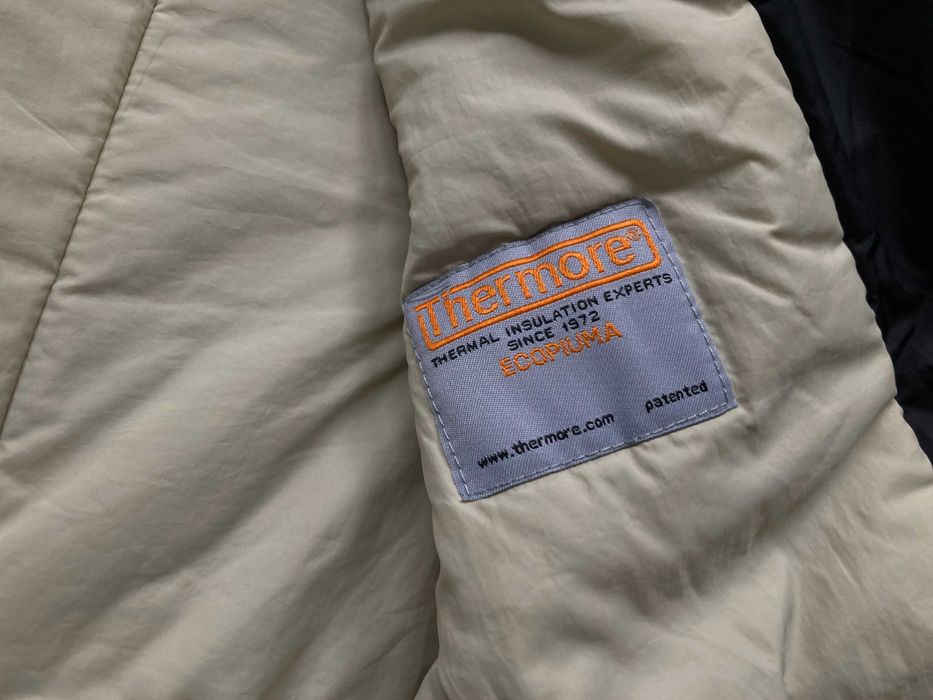 Thermore®
THERMAL INSULATION EXPERTS
SINCE 1972
ECOPIUMA
patented
www.thermore.com